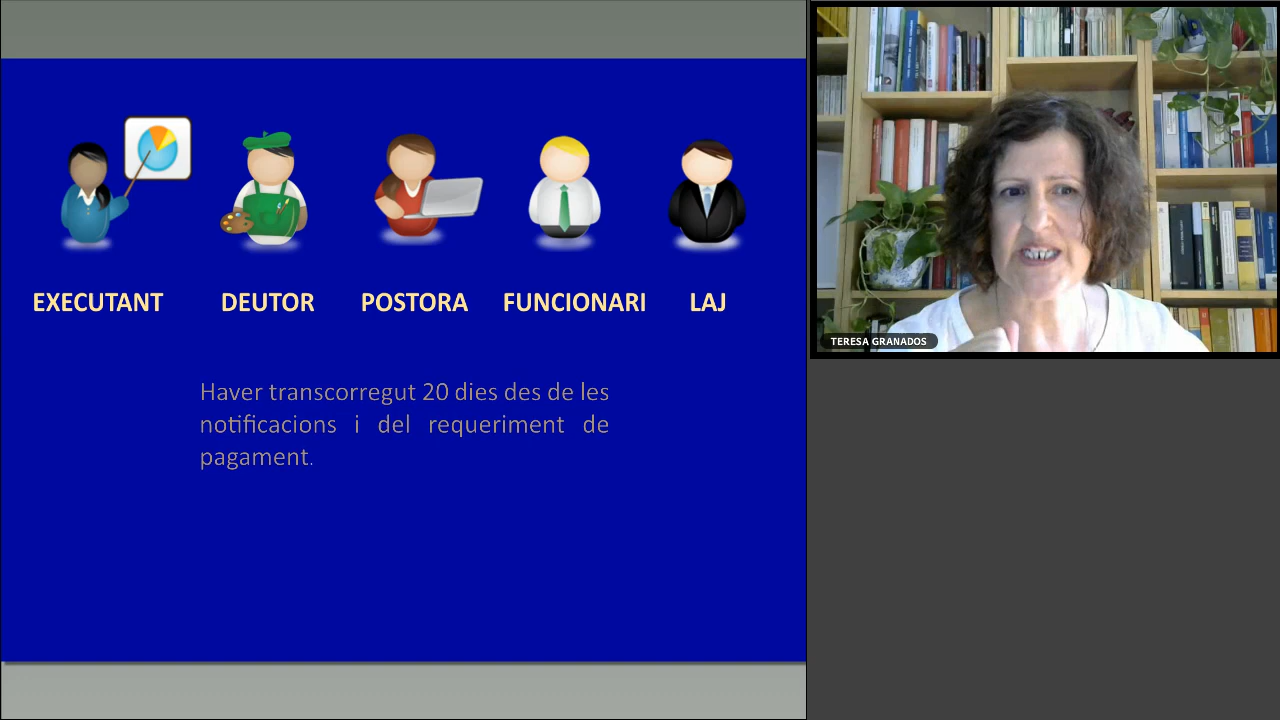 EXECUTANT DEUTOR POSTORA FUNCIONARI LAJ
Haver transcorregut 20 dies des de les
notificacions i del requeriment de
pagament.
TERESA GRANADOS